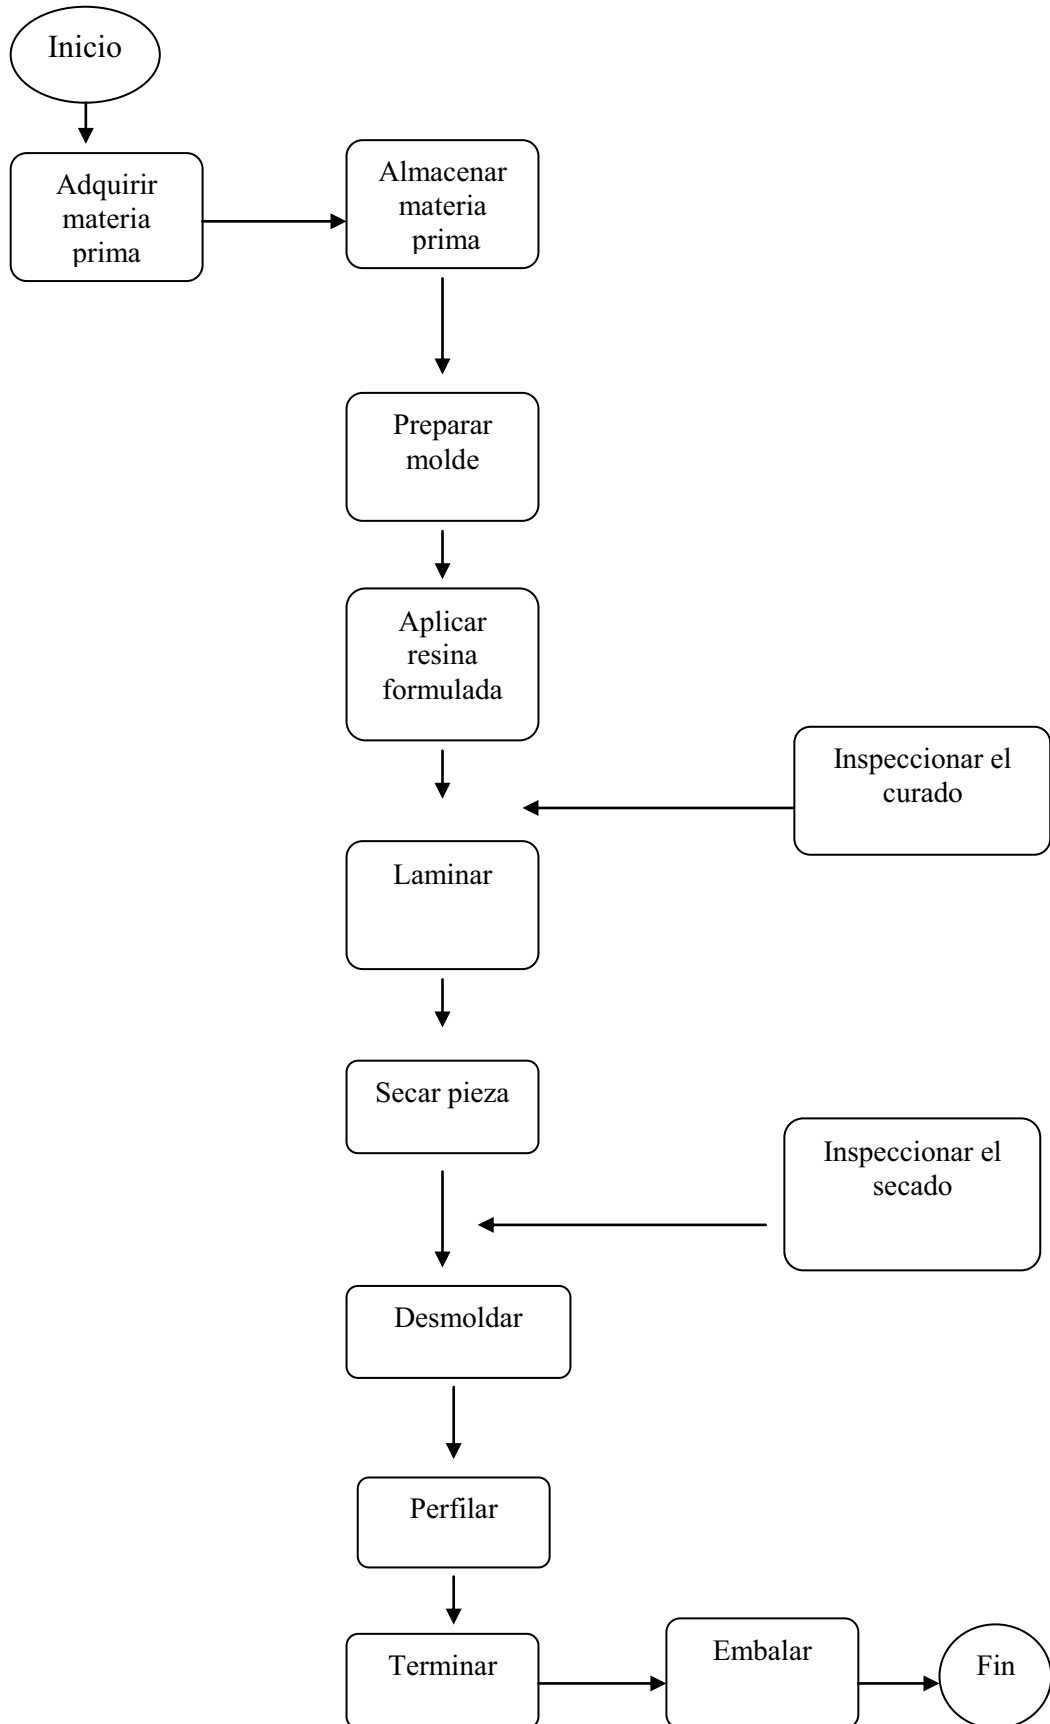 Inicio
Adquirir
materia
prima
Almacenar
materia
prima
Preparar
molde
Aplicar
resina
formulada
Inspeccionar el
curado
Laminar
Secar pieza
Inspeccionar el
secado
Desmoldar
Perfilar
Terminar
Embalar
Fin